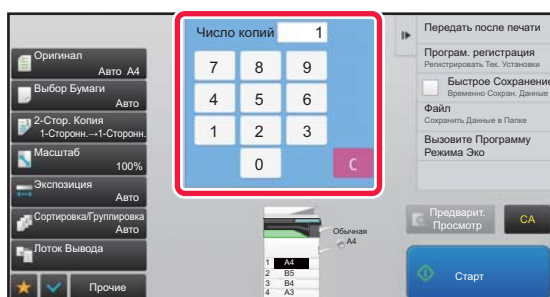 Оригинал
Авто A4
Выбор Бумаги
Авто
2-Стор. Копия
1-Сторонн.→1-Сторонн.
Масштаб
100%
Экспозиция
Авто
Сортировка/Группировка
Авто
Лоток Вывода
Прочие
Число копий 1
7 8 9
4 5 6
1 2 3
0 C
Обычная
A4
1 A4
2 B5
3 B4
4 A3
Передать после печати
Програм. регистрация
Регистрировать Тек. Установки
Быстрое Сохранение
Временно Сохран. Данные
Файл
Сохранить Данные в Папке
Вызовите Программу
Режима Эко
Предварит.
Просмотр
CA
Старт